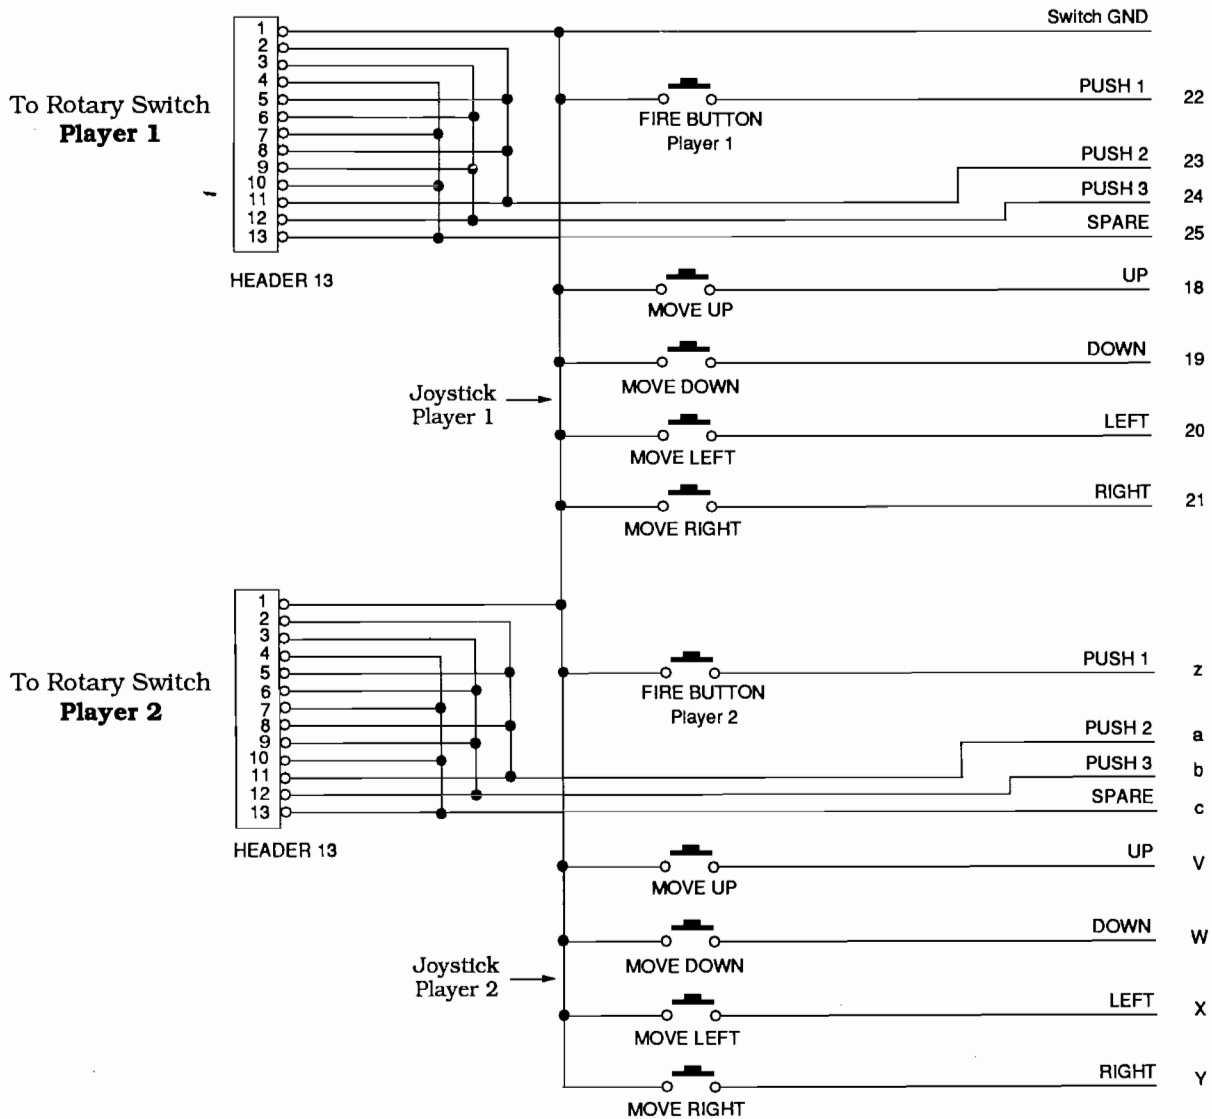 Switch GND
1
2
3
4
5
6
7
8
9
10
11
12
13
To Rotary Switch
Player 1
HEADER 13
FIRE BUTTON
Player 1
PUSH 1 22
PUSH 2 23
PUSH 3 24
SPARE 25
UP 18
MOVE UP
DOWN 19
MOVE DOWN
Joystick
Player 1
LEFT 20
MOVE LEFT
RIGHT 21
MOVE RIGHT
1
2
3
4
5
6
7
8
9
10
11
12
13
To Rotary Switch
Player 2
HEADER 13
PUSH 1 z
FIRE BUTTON
Player 2
PUSH 2 a
PUSH 3 b
SPARE c
UP V
MOVE UP
DOWN W
MOVE DOWN
Joystick
Player 2
LEFT X
MOVE LEFT
RIGHT Y
MOVE RIGHT